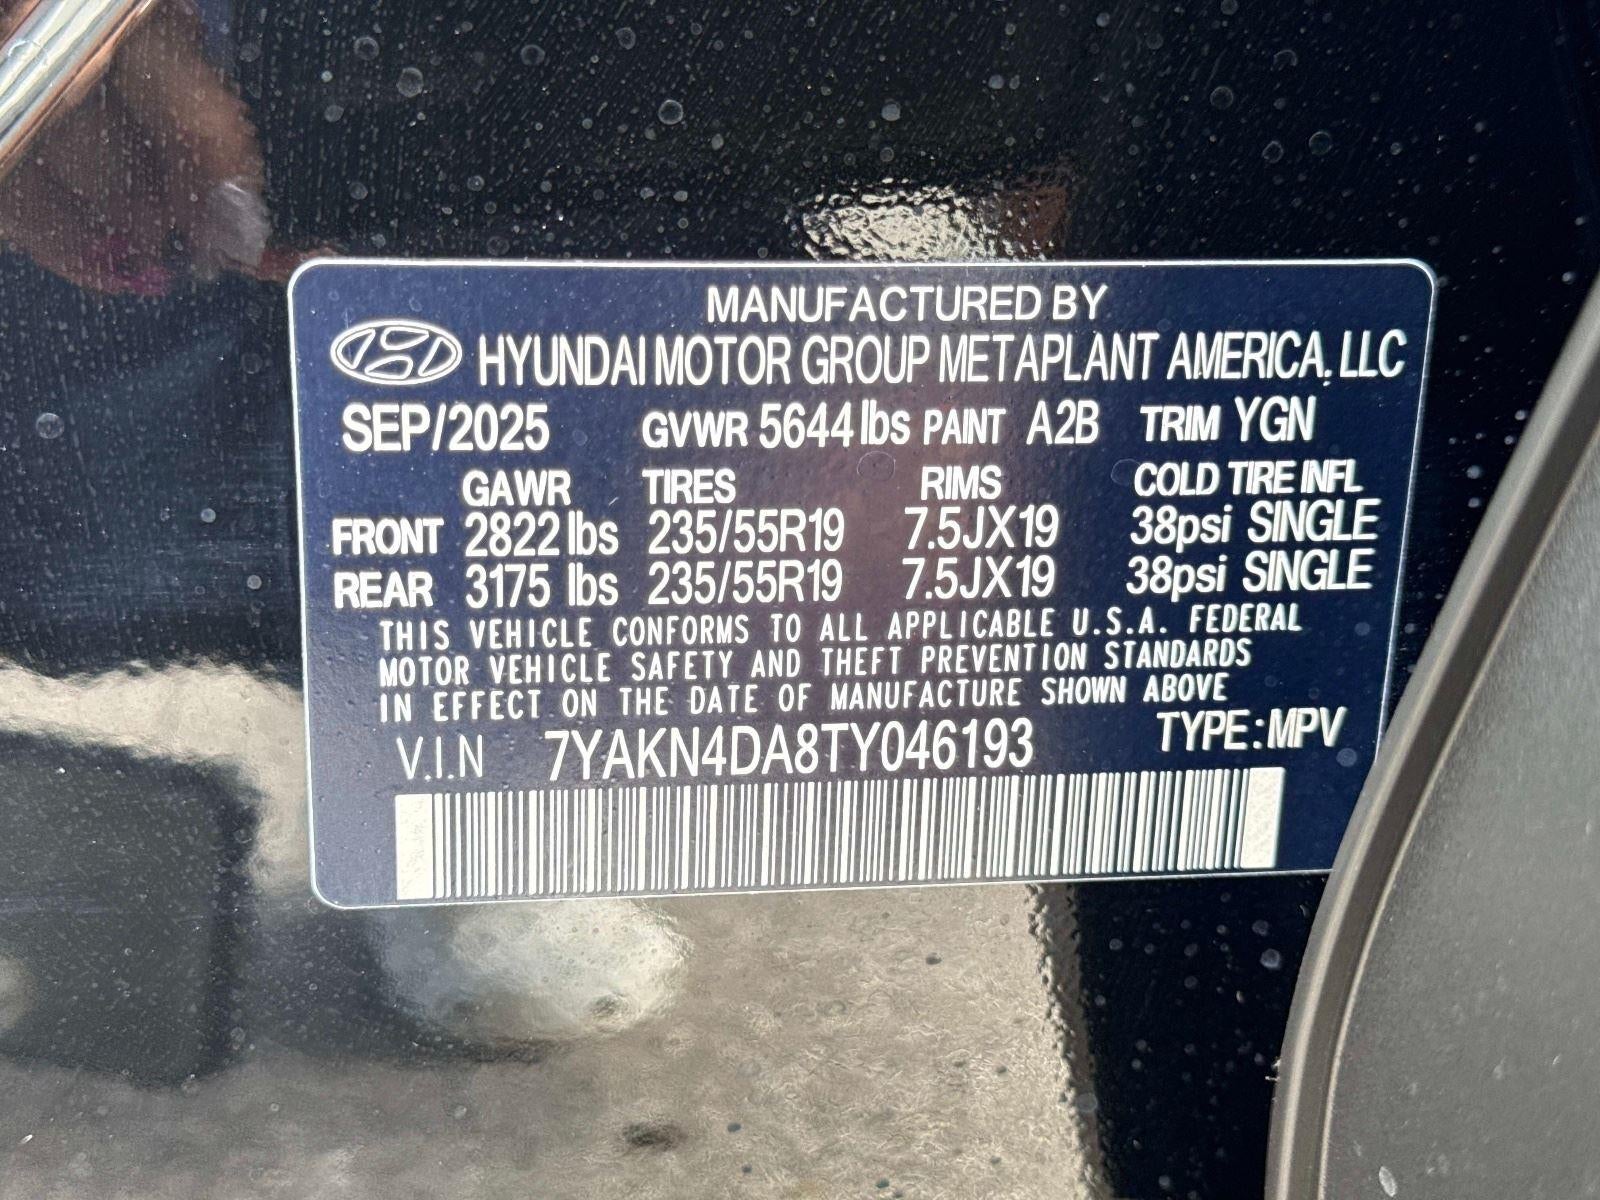 MANUFACTURED BY
HYUNDAI MOTOR GROUP METAPLANT AMERICA, LLC
SEP/2025 GVWR 5644 lbs PAINT A2B TRIM YGN
GAWR TIRES RIMS COLD TIRE INFL
FRONT 2822 lbs 235/55R19 7.5JX19 38psi SINGLE
REAR 3175 lbs 235/55R19 7.5JX19 38psi SINGLE
THIS VEHICLE CONFORMS TO ALL APPLICABLE U.S.A. FEDERAL
MOTOR VEHICLE SAFETY AND THEFT PREVENTION STANDARDS
IN EFFECT ON THE DATE OF MANUFACTURE SHOWN ABOVE
V.I.N 7YAKN4DA8TY046193 TYPE:MPV